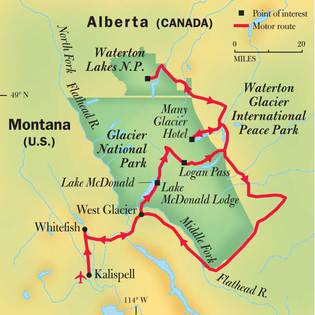 Alberta (CANADA)
Point of interest
Motor route
0
20
MILES
North Fork
Flathead R.
Waterton
Lakes N.P.
49° N
Waterton
Glacier
International
Peace Park
Many
Glacier
Hotel
Montana
(U.S.)
Glacier
National
Park
Logan Pass
Lake McDonald
Lake
McDonald Lodge
West Glacier
Whitefish
Middle Fork
Flathead R.
Kalispell
114° W